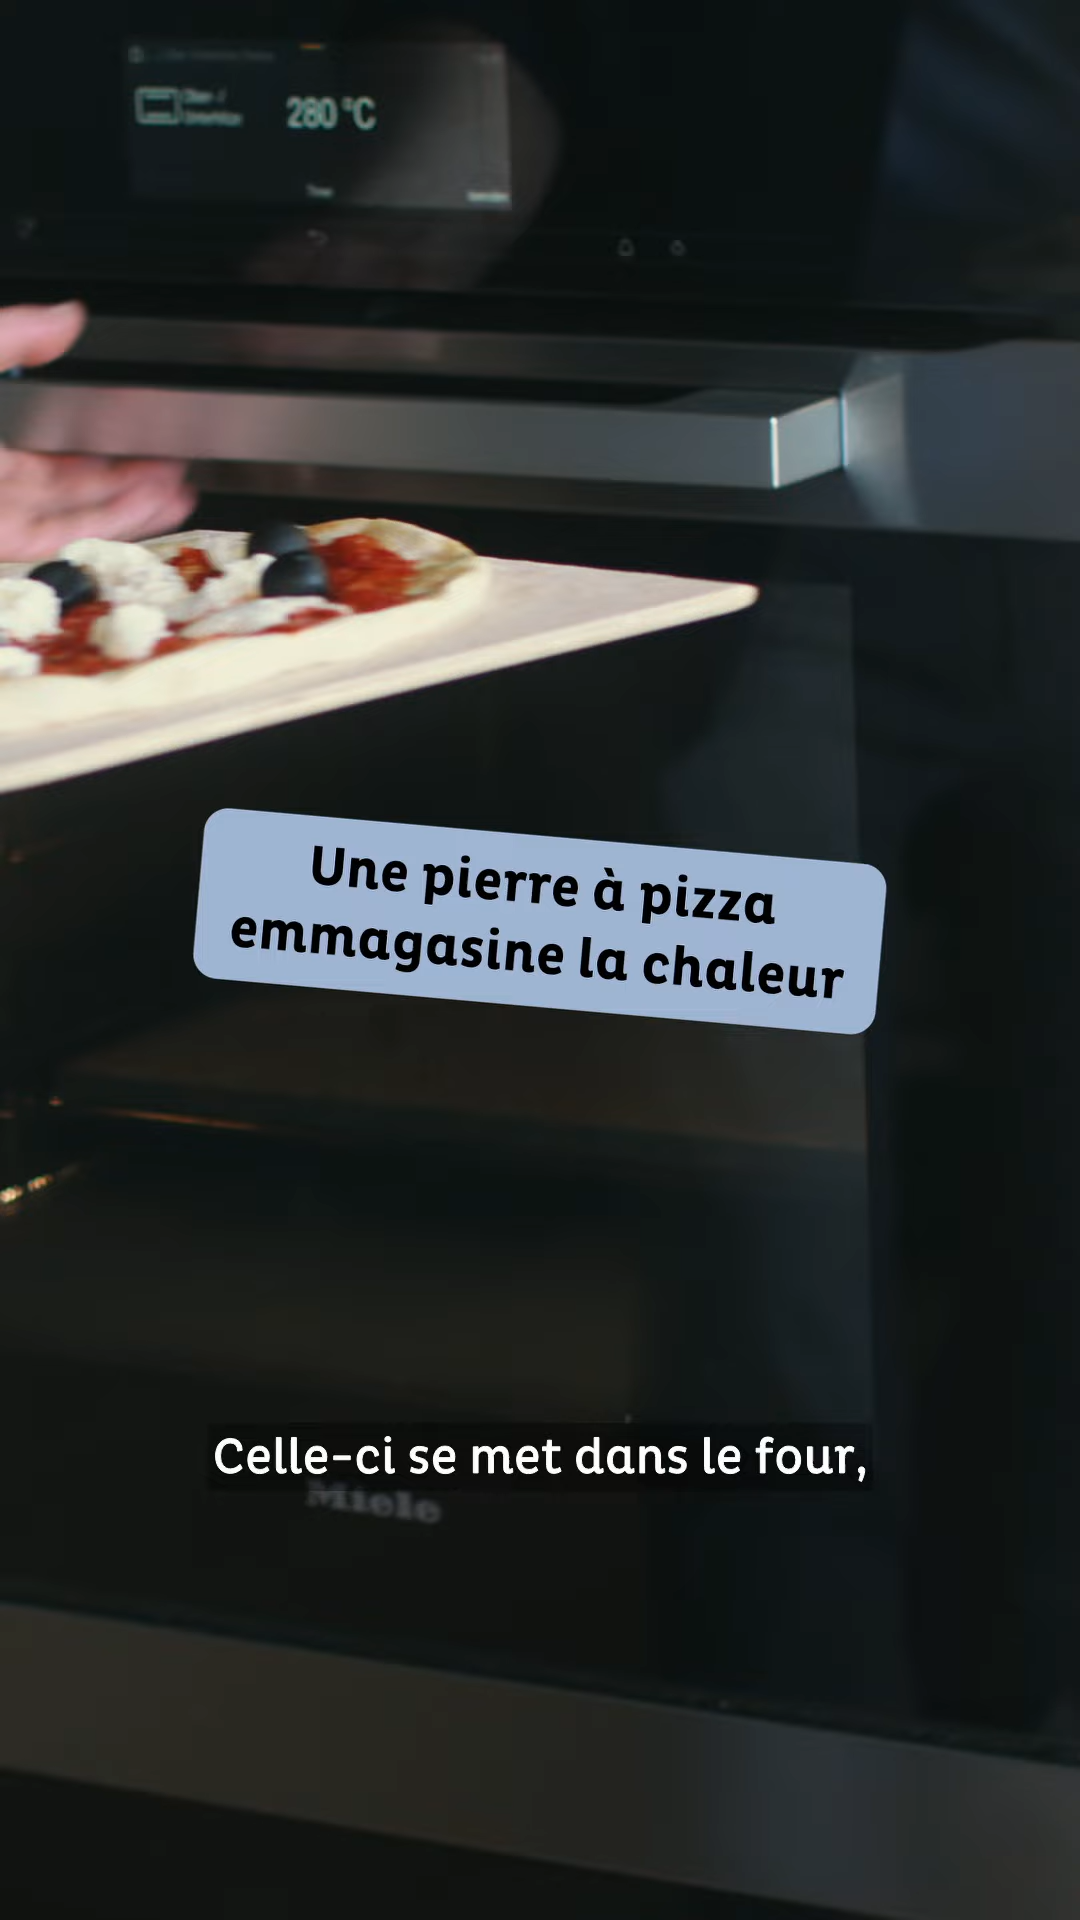 280 °C
Une pierre à pizza
emmagasine la chaleur
Celle-ci se met dans le four,
Miele